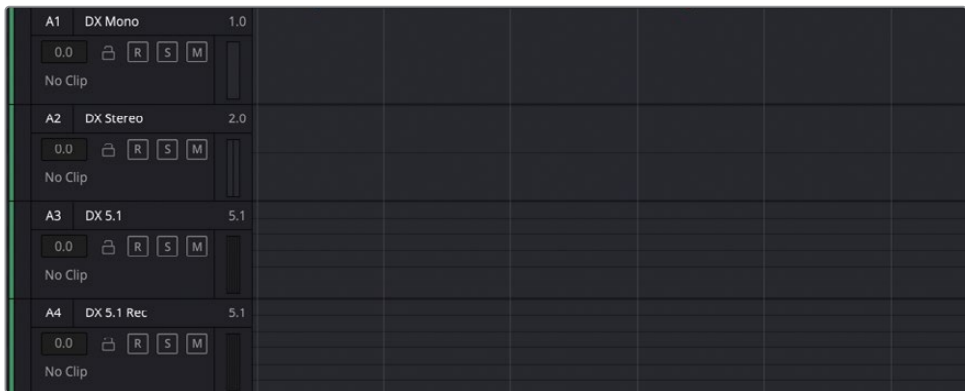 A1 DX Mono 1.0
0.0 R S M
No Clip
A2 DX Stereo 2.0
0.0 R S M
No Clip
A3 DX 5.1 5.1
0.0 R S M
No Clip
A4 DX 5.1 Rec 5.1
0.0 R S M
No Clip